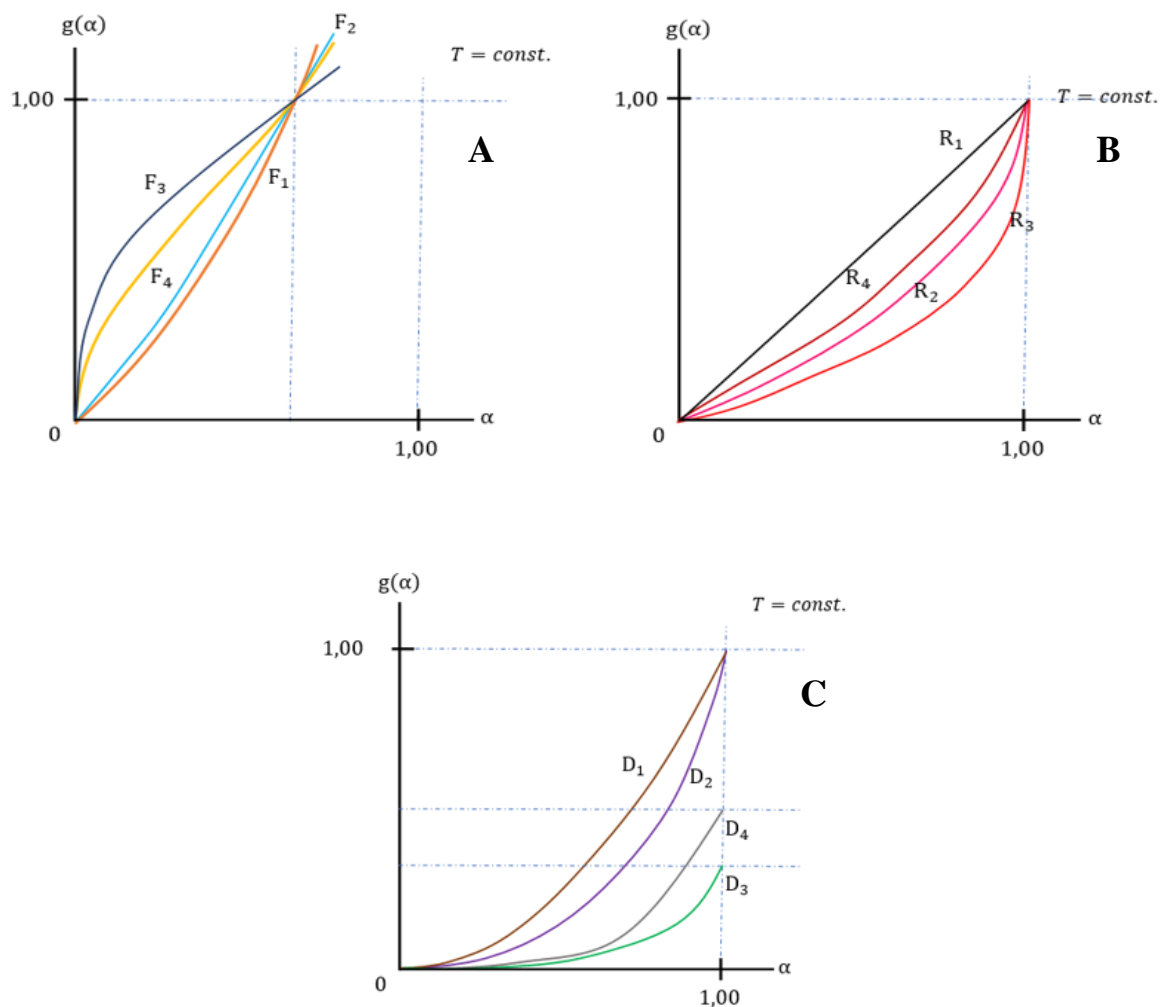 g(α)
F₂
T = const.
1,00
A
F₃
F₁
F₄
0
1,00
α
g(α)
1,00
T = const.
R₁
B
R₃
R₄
R₂
0
1,00
α
g(α)
T = const.
1,00
C
D₁
D₂
D₄
D₃
0
1,00
α